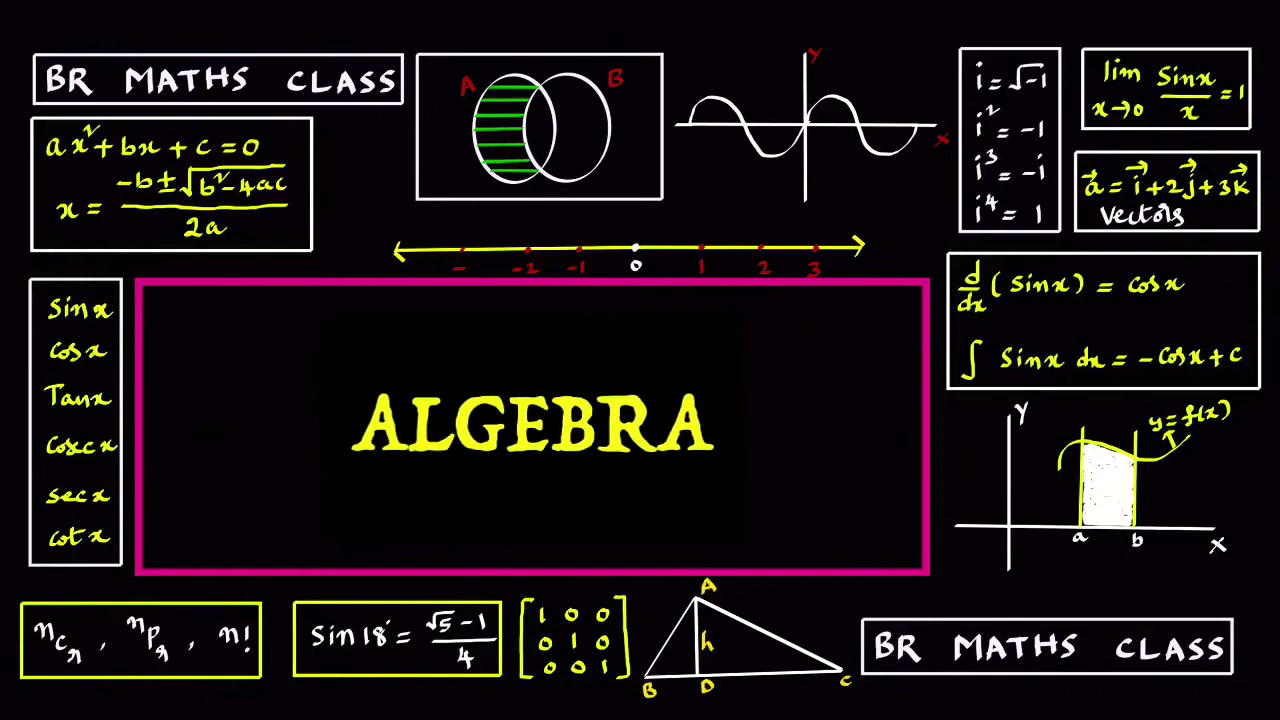 BR MATHS CLASS
ax² + bx + c = 0
x = (-b ± √(b² - 4ac)) / 2a
A B
Y
X
i = √-1
i² = -1
i³ = -i
i⁴ = 1
lim x→0 Sinx/x = 1
a⃗ = i⃗ + 2j⃗ + 3k⃗
Vectors
- -2 -1 0 1 2 3
d/dx (Sinx) = Cosx
∫ Sinx dx = -Cosx + c
Sinx
Cosx
Tanx
Cosecx
secx
cotx
ALGEBRA
Y
y = f(x)
a b
X
nCr , nPr , n!
Sin18° = (√5 - 1) / 4
1 0 0
0 1 0
0 0 1
A
h
B D C
BR MATHS CLASS